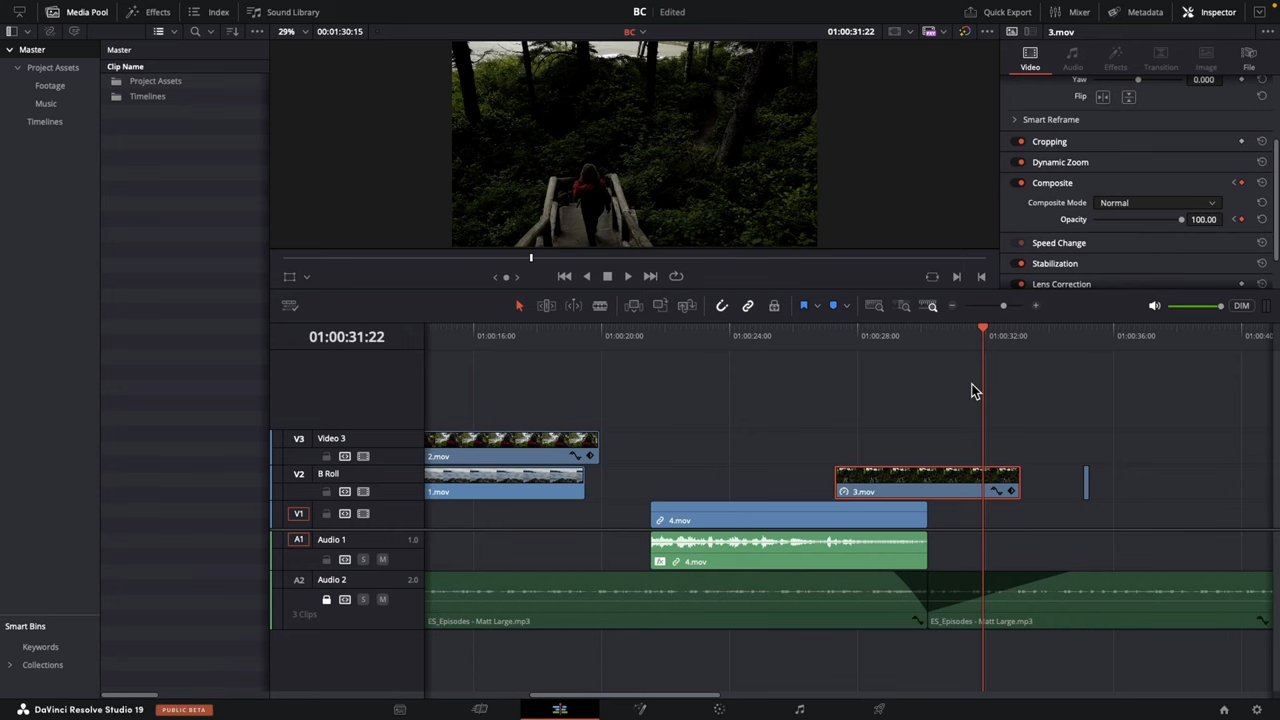 Media Pool Effects Index Sound Library BC Edited Quick Export Mixer Metadata Inspector
29% 00:01:30:15 BC 01:00:31:22 3.mov
Master Master
Clip Name
Project Assets
Footage
Music
Timelines
Project Assets
Timelines
Video Audio Effects Transition Image File
Yaw 0.000
Flip
Smart Reframe
Cropping
Dynamic Zoom
Composite
Composite Mode Normal
Opacity 100.00
Speed Change
Stabilization
Lens Correction
DIM
01:00:31:22
01:00:16:00 01:00:20:00 01:00:24:00 01:00:28:00 01:00:32:00 01:00:36:00 01:00:40
V3 Video 3
2.mov
V2 B Roll
1.mov 3.mov
V1
4.mov
A1 Audio 1 1.0
S M
fx 4.mov
A2 Audio 2 2.0
S M
3 Clips ES_Episodes - Matt Large.mp3 ES_Episodes - Matt Large.mp3
Smart Bins
Keywords
Collections
DaVinci Resolve Studio 19 PUBLIC BETA